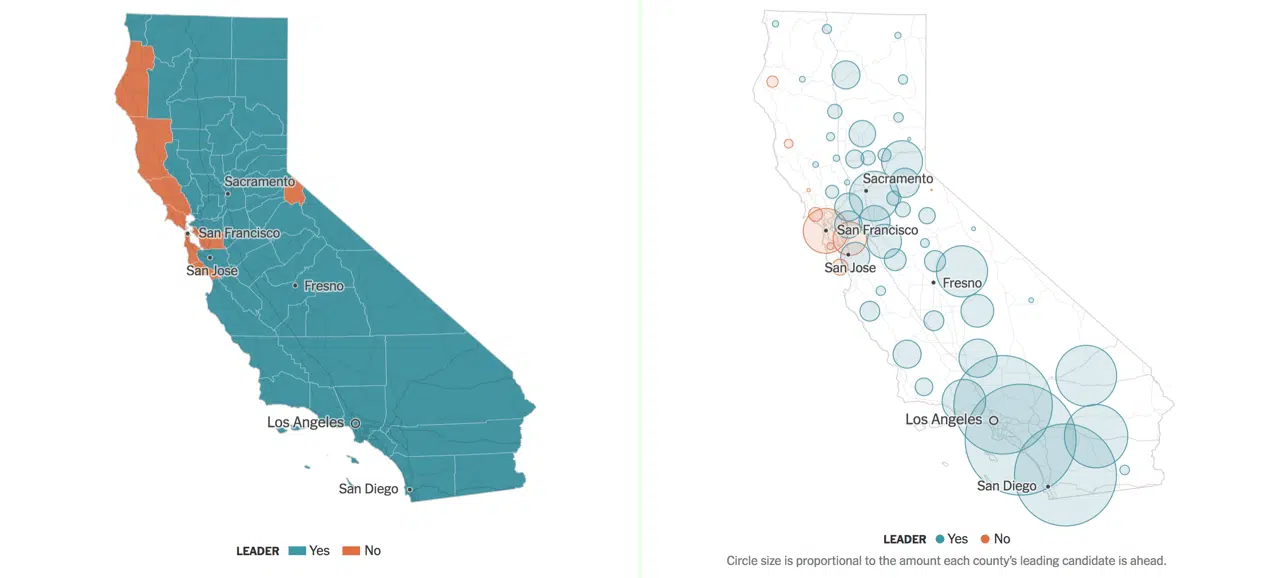 Sacramento
San Francisco
San Jose
Fresno
Los Angeles
San Diego
LEADER Yes No
Sacramento
San Francisco
San Jose
Fresno
Los Angeles
San Diego
LEADER Yes No
Circle size is proportional to the amount each county's leading candidate is ahead.